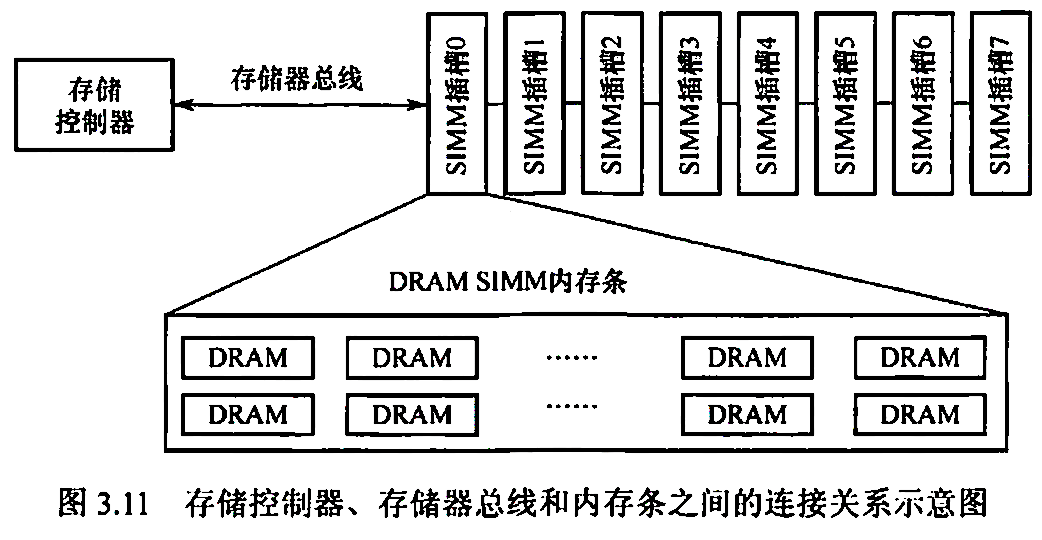 存储
控制器
存储器总线
SIMM插槽0
SIMM插槽1
SIMM插槽2
SIMM插槽3
SIMM插槽4
SIMM插槽5
SIMM插槽6
SIMM插槽7
DRAM SIMM内存条
DRAM DRAM ······ DRAM DRAM
DRAM DRAM ······ DRAM DRAM
图 3.11 存储控制器、存储器总线和内存条之间的连接关系示意图